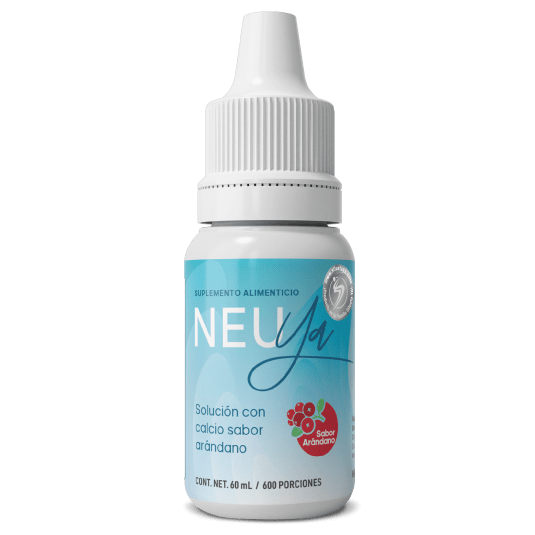 SUPLEMENTO ALIMENTICIO
NEU ya
Solución con
calcio sabor
arándano
Sabor
Arándano
CONT. NET. 60 mL / 600 PORCIONES